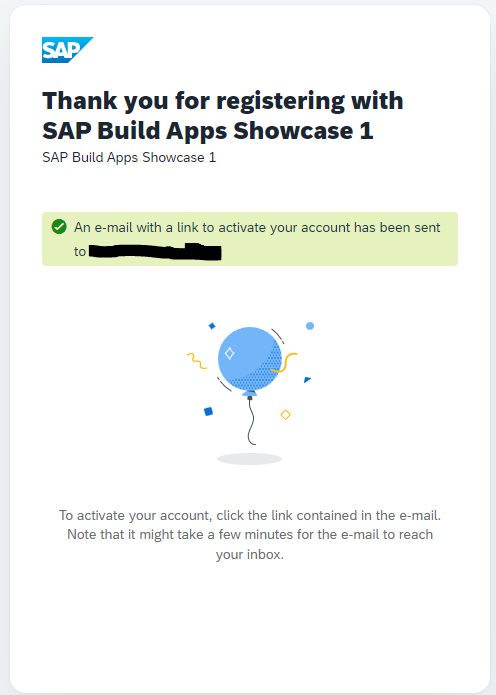 SAP
Thank you for registering with
SAP Build Apps Showcase 1
SAP Build Apps Showcase 1
An e-mail with a link to activate your account has been sent
to
To activate your account, click the link contained in the e-mail.
Note that it might take a few minutes for the e-mail to reach
your inbox.